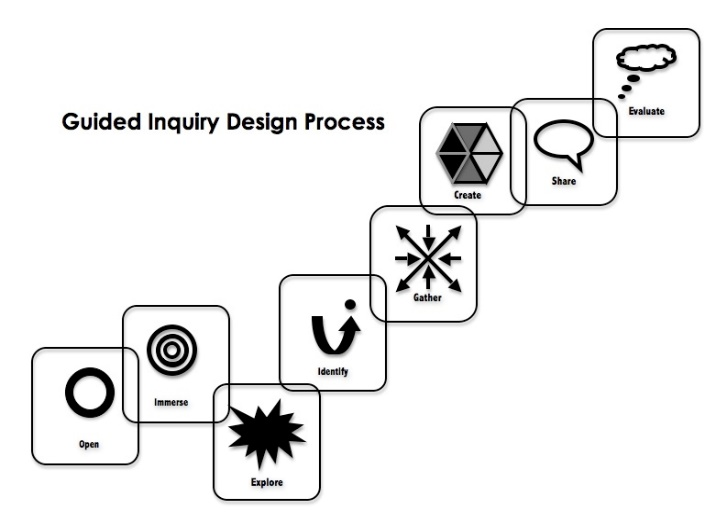 Guided Inquiry Design Process
Open
Immerse
Explore
Identify
Gather
Create
Share
Evaluate